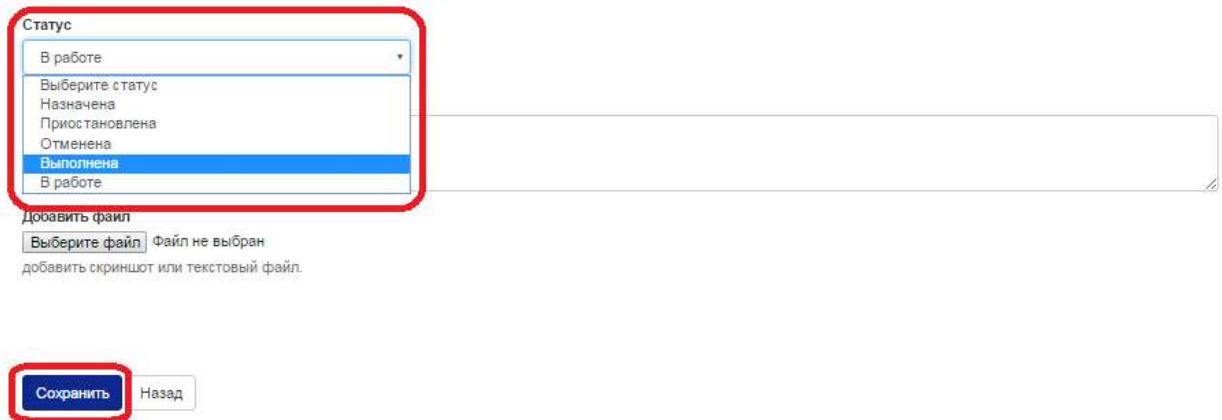 Статус
В работе
Выберите статус
Назначена
Приостановлена
Отменена
Выполнена
В работе
Добавить файл
Выберите файл Файл не выбран
добавить скриншот или текстовый файл.
Сохранить Назад